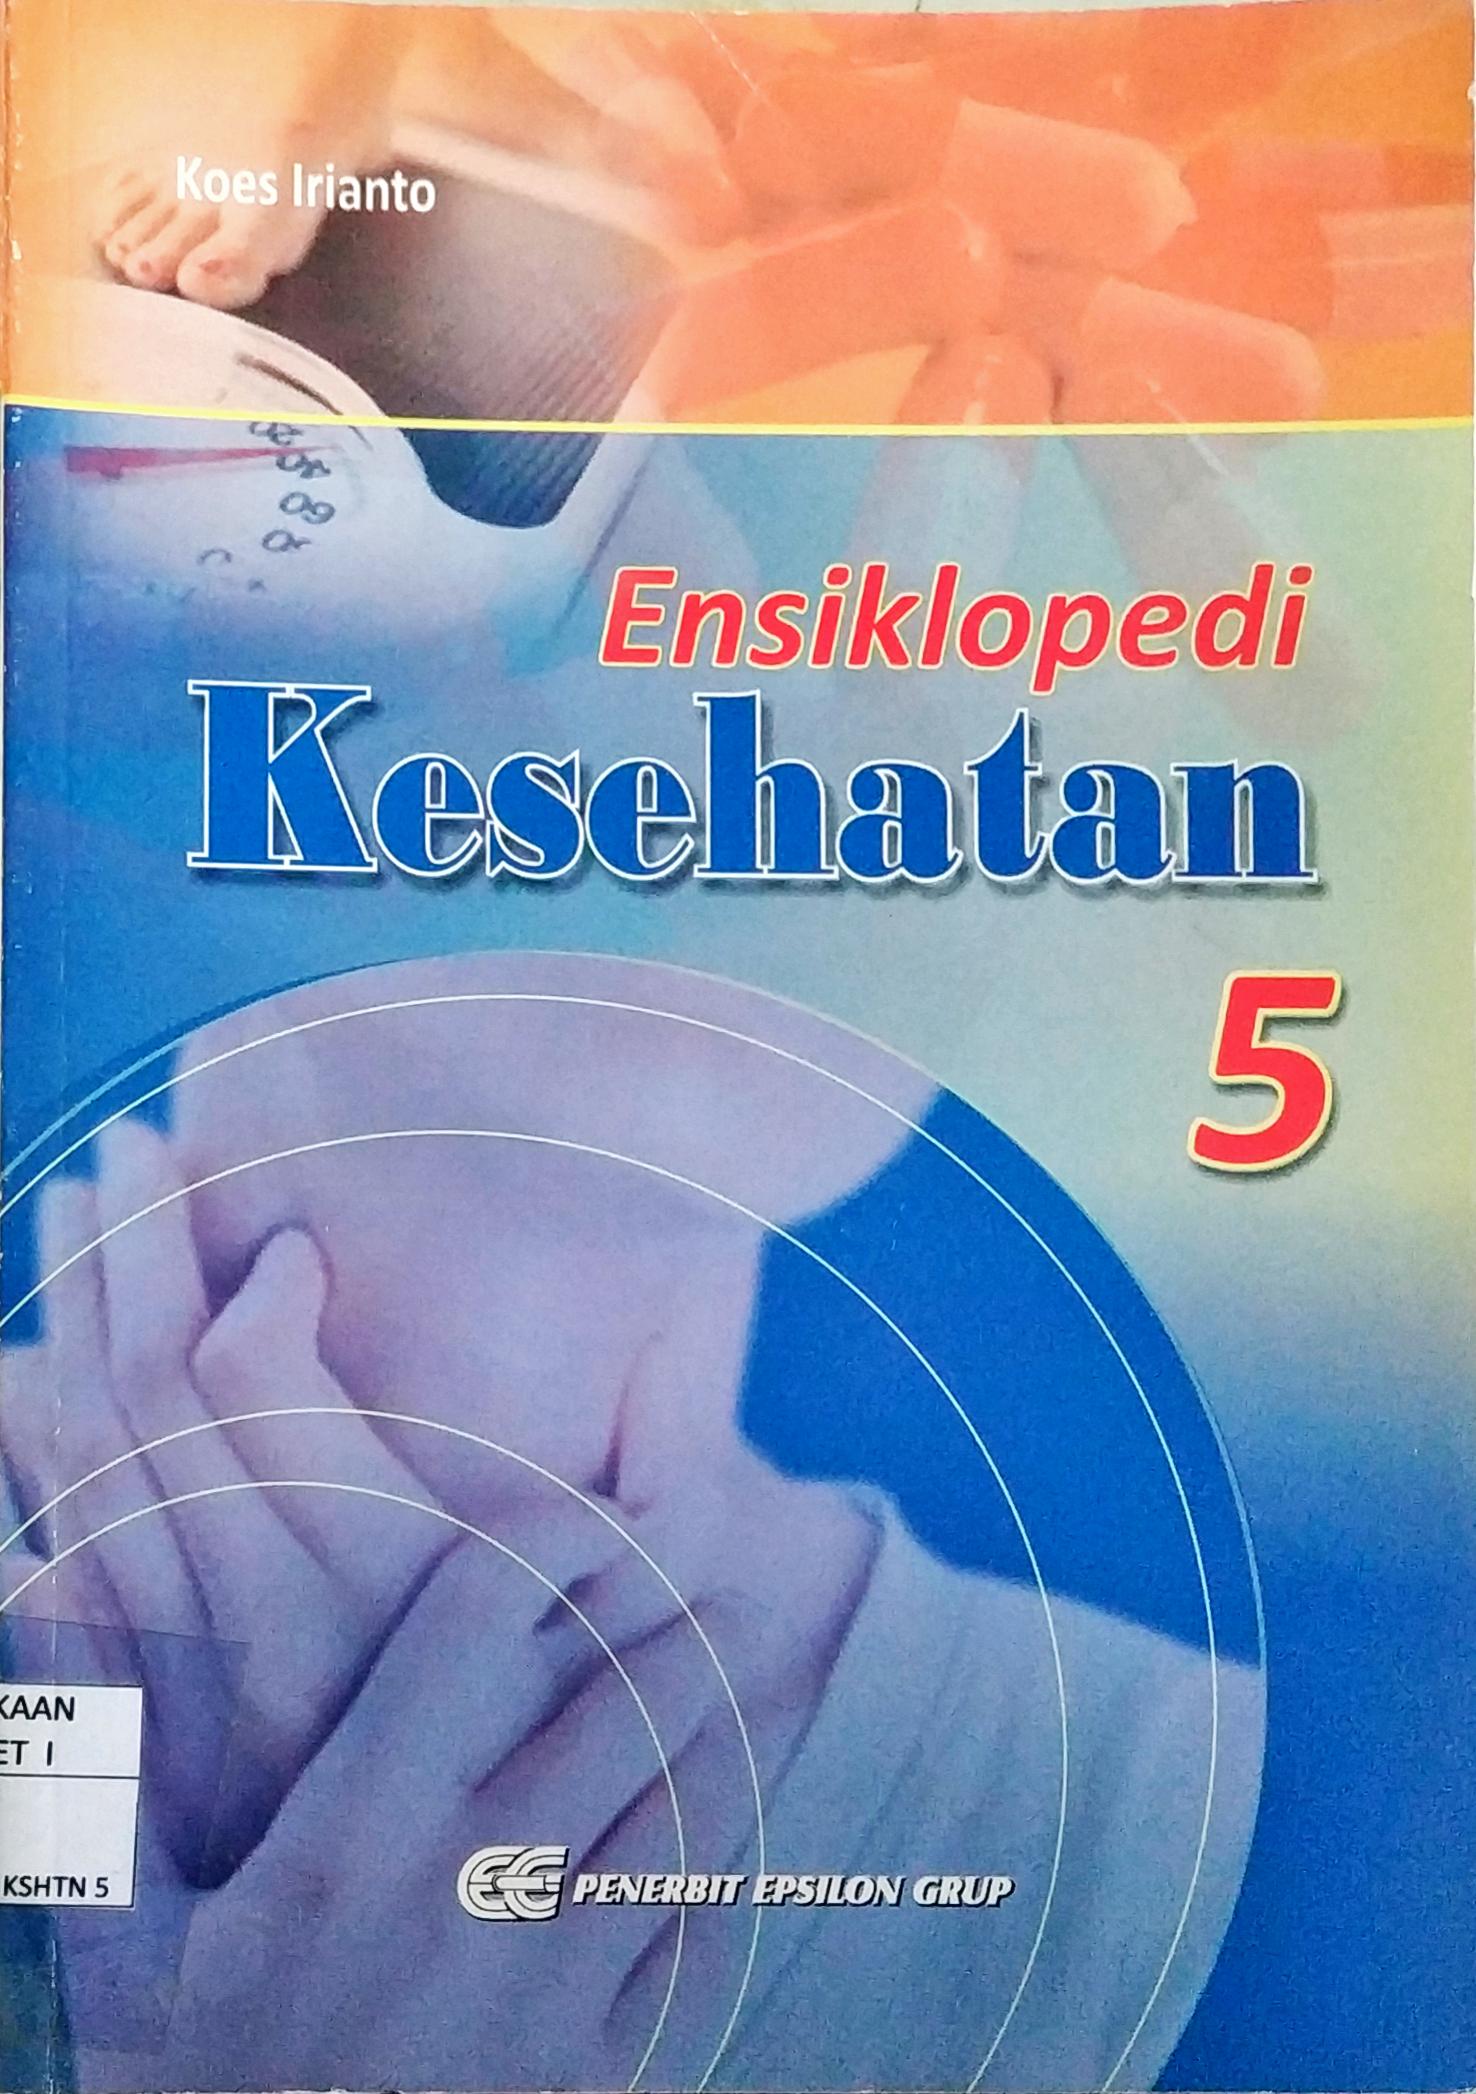 Koes Irianto
Ensiklopedi
Kesehatan
5
KAAN
ET I
KSHTN 5
PENERBIT EPSILON GRUP